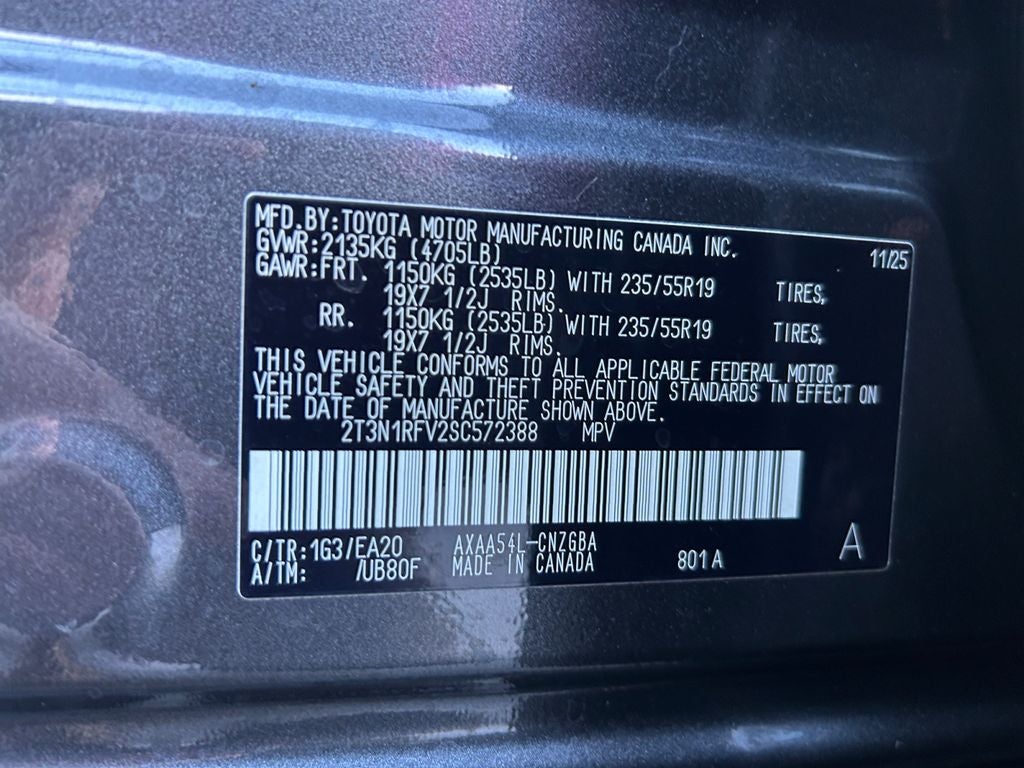 MFD.BY:TOYOTA MOTOR MANUFACTURING CANADA INC.
GVWR:2135KG (4705LB) 11/25
GAWR:FRT. 1150KG (2535LB) WITH 235/55R19 TIRES,
19X7 1/2J RIMS.
RR. 1150KG (2535LB) WITH 235/55R19 TIRES,
19X7 1/2J RIMS.
THIS VEHICLE CONFORMS TO ALL APPLICABLE FEDERAL MOTOR
VEHICLE SAFETY AND THEFT PREVENTION STANDARDS IN EFFECT ON
THE DATE OF MANUFACTURE SHOWN ABOVE.
2T3N1RFV2SC572388 MPV
C/TR:1G3/EA20 AXAA54L-CNZGBA
A/TM: /UB80F MADE IN CANADA 801A A